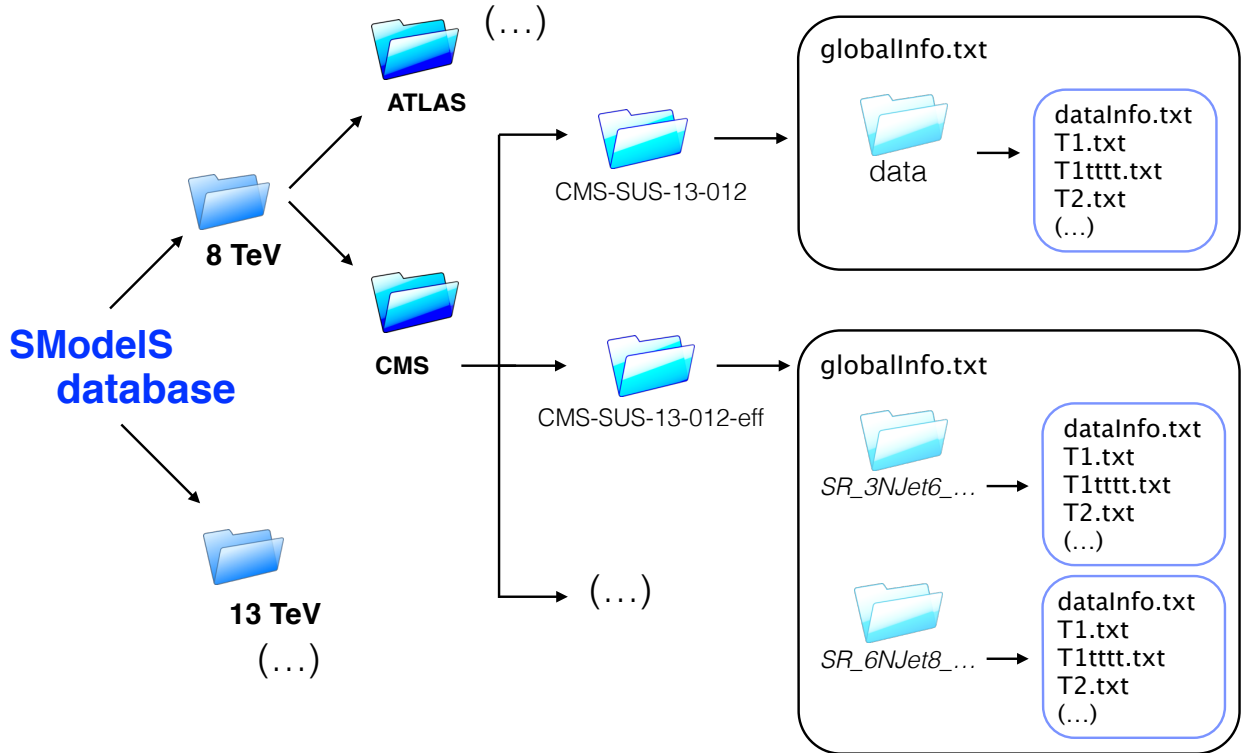 SModelS
database
8 TeV
13 TeV
(...)
ATLAS
(...)
CMS
CMS-SUS-13-012
CMS-SUS-13-012-eff
(...)
globalInfo.txt
data
dataInfo.txt
T1.txt
T1tttt.txt
T2.txt
(...)
globalInfo.txt
SR_3NJet6_...
dataInfo.txt
T1.txt
T1tttt.txt
T2.txt
(...)
SR_6NJet8_...
dataInfo.txt
T1.txt
T1tttt.txt
T2.txt
(...)